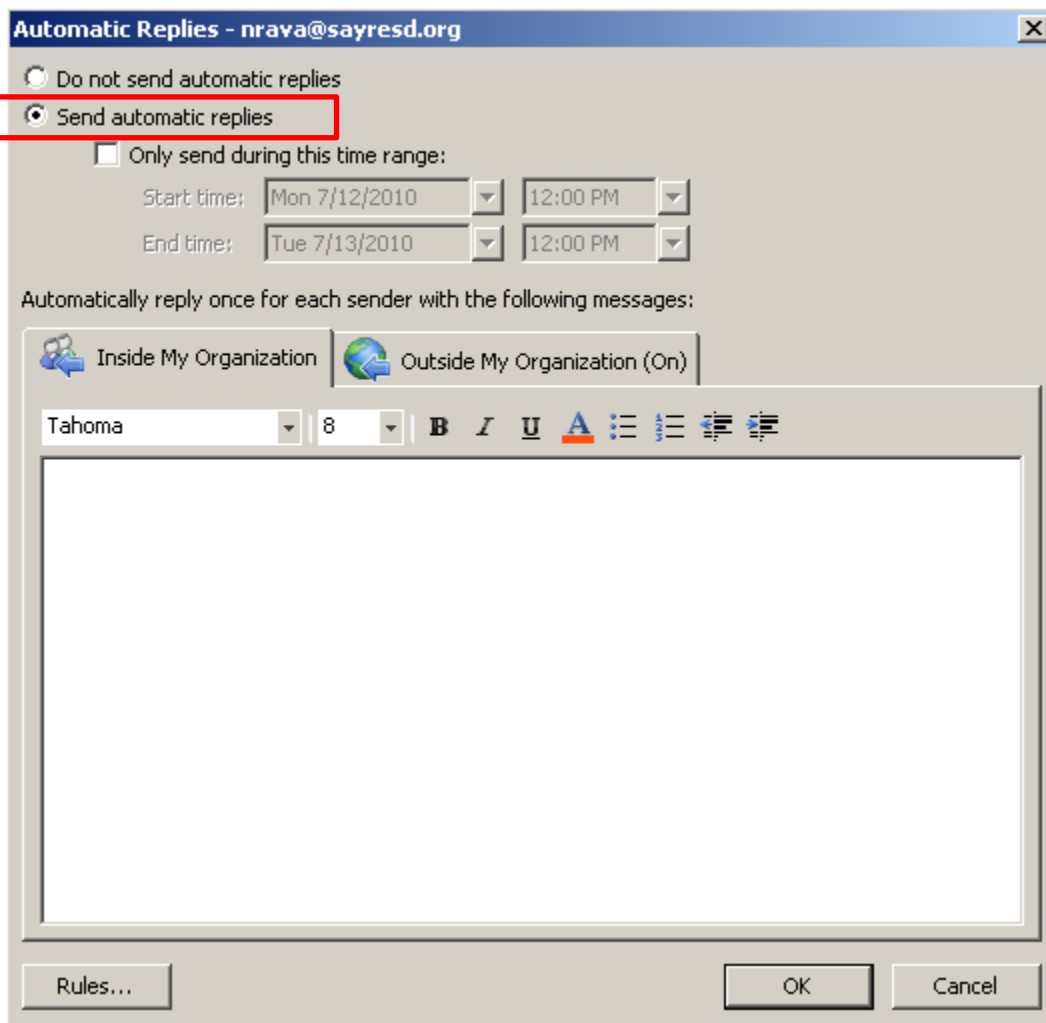 Automatic Replies - nrava@sayresd.org
Do not send automatic replies
Send automatic replies
Only send during this time range:
Start time: Mon 7/12/2010 12:00 PM
End time: Tue 7/13/2010 12:00 PM
Automatically reply once for each sender with the following messages:
Inside My Organization Outside My Organization (On)
Tahoma 8 B I U A
Rules... OK Cancel